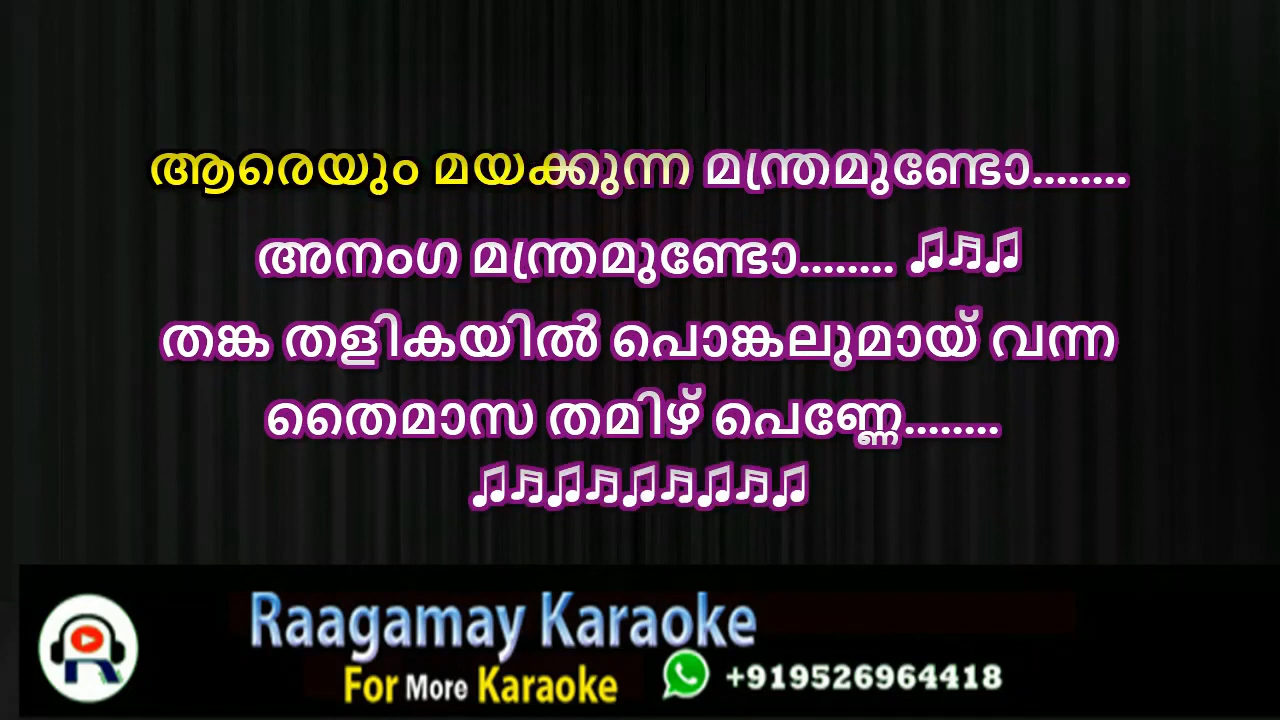 ആരെയും മയക്കുന്ന മന്ത്രമുണ്ടോ........
അനംഗ മന്ത്രമുണ്ടോ........ ♫♬♫
തങ്ക തളികയിൽ പൊങ്കലുമായ് വന്ന
തൈമാസ തമിഴ് പെണ്ണേ........
♫♬♫♬♫♬♫♬♫
Raagamay Karaoke
For More Karaoke +919526964418